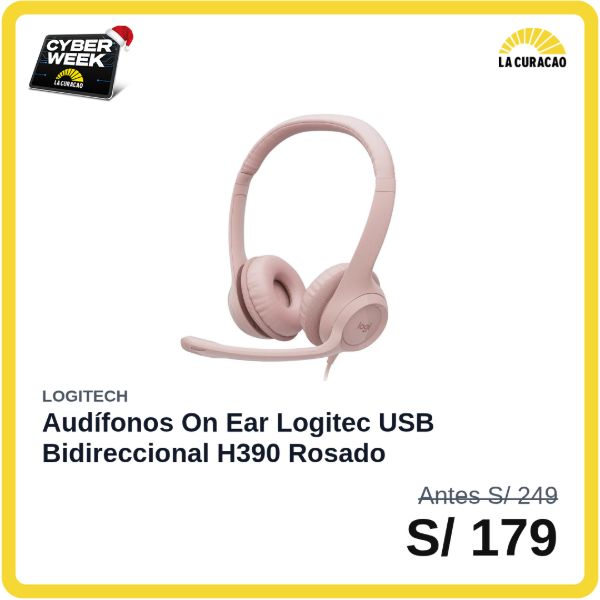 CYBER
WEEK
LA CURACAO
LA CURACAO
logi
LOGITECH
Audífonos On Ear Logitec USB
Bidireccional H390 Rosado
Antes S/ 249
S/ 179